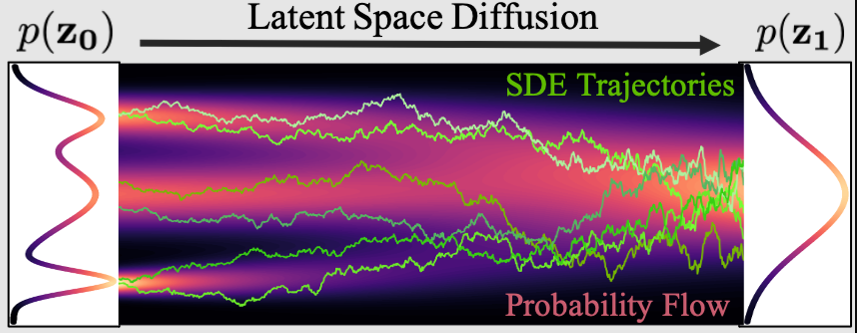 Latent Space Diffusion
p(z₀)
p(z₁)
SDE Trajectories
Probability Flow